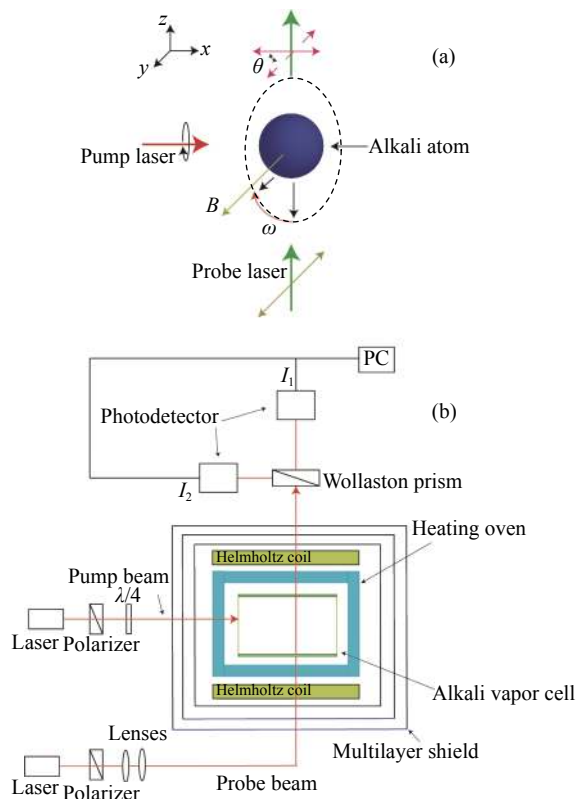 z
(a)
x
y
θ
Pump laser
Alkali atom
B
ω
Probe laser
PC
I1
(b)
Photodetector
I2
Wollaston prism
Heating oven
Helmholtz coil
Pump beam
λ/4
Laser
Polarizer
Helmholtz coil
Alkali vapor cell
Lenses
Multilayer shield
Laser
Probe beam
Polarizer